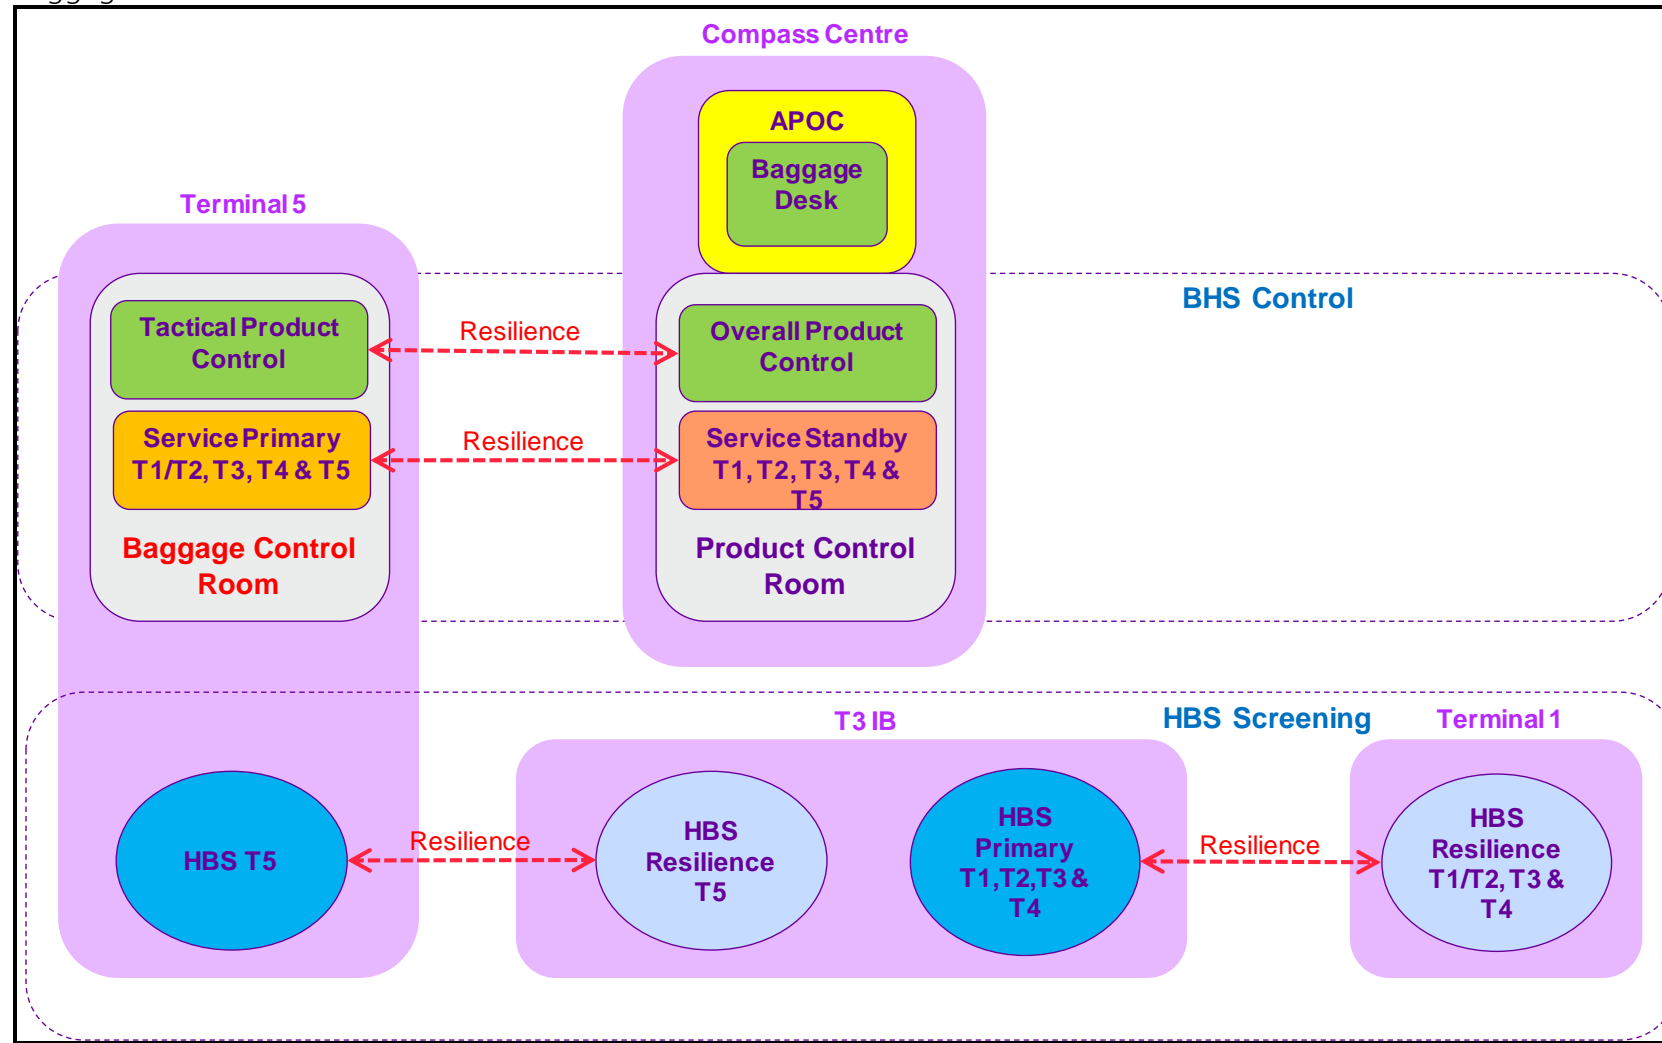 Compass Centre
APOC
Baggage
Desk
Terminal 5
BHS Control
Tactical Product
Control
Resilience
Overall Product
Control
Service Primary
T1/T2, T3, T4 & T5
Resilience
Service Standby
T1, T2, T3, T4 &
T5
Baggage Control
Room
Product Control
Room
T3 IB
HBS Screening
Terminal 1
HBS T5
Resilience
HBS
Resilience
T5
HBS
Primary
T1,T2,T3 &
T4
Resilience
HBS
Resilience
T1/T2, T3 &
T4